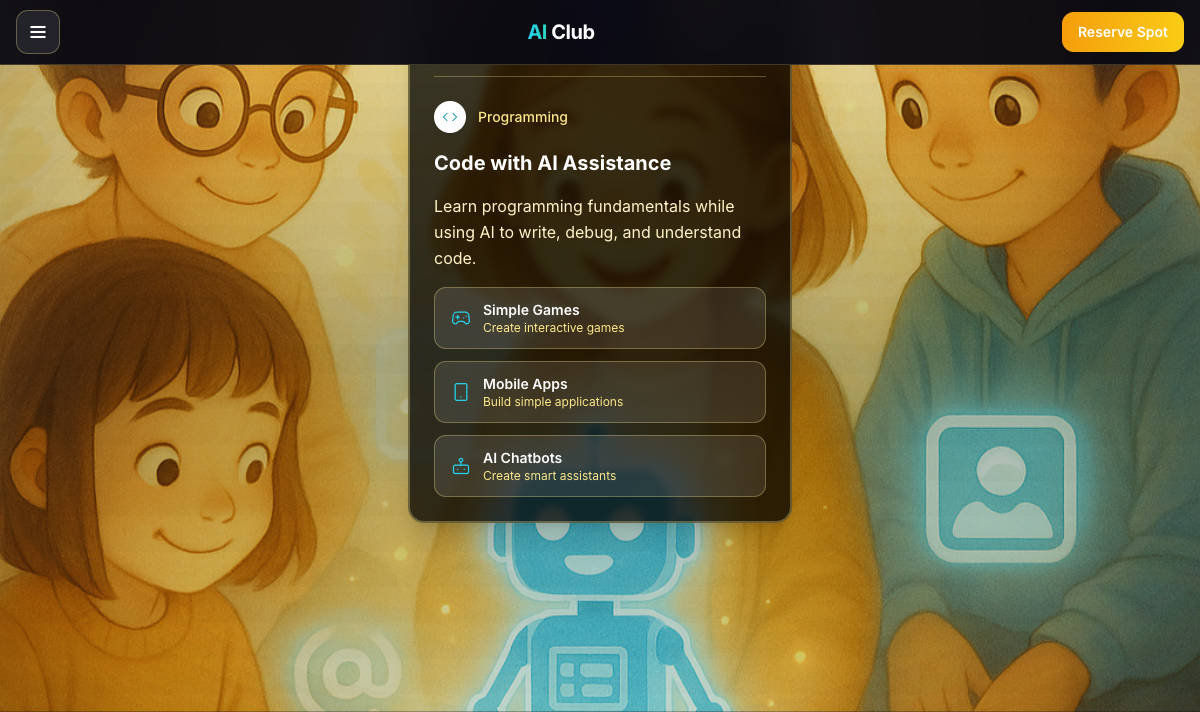 AI Club
Reserve Spot
Programming
Code with AI Assistance
Learn programming fundamentals while
using AI to write, debug, and understand
code.
Simple Games
Create interactive games
Mobile Apps
Build simple applications
AI Chatbots
Create smart assistants
@